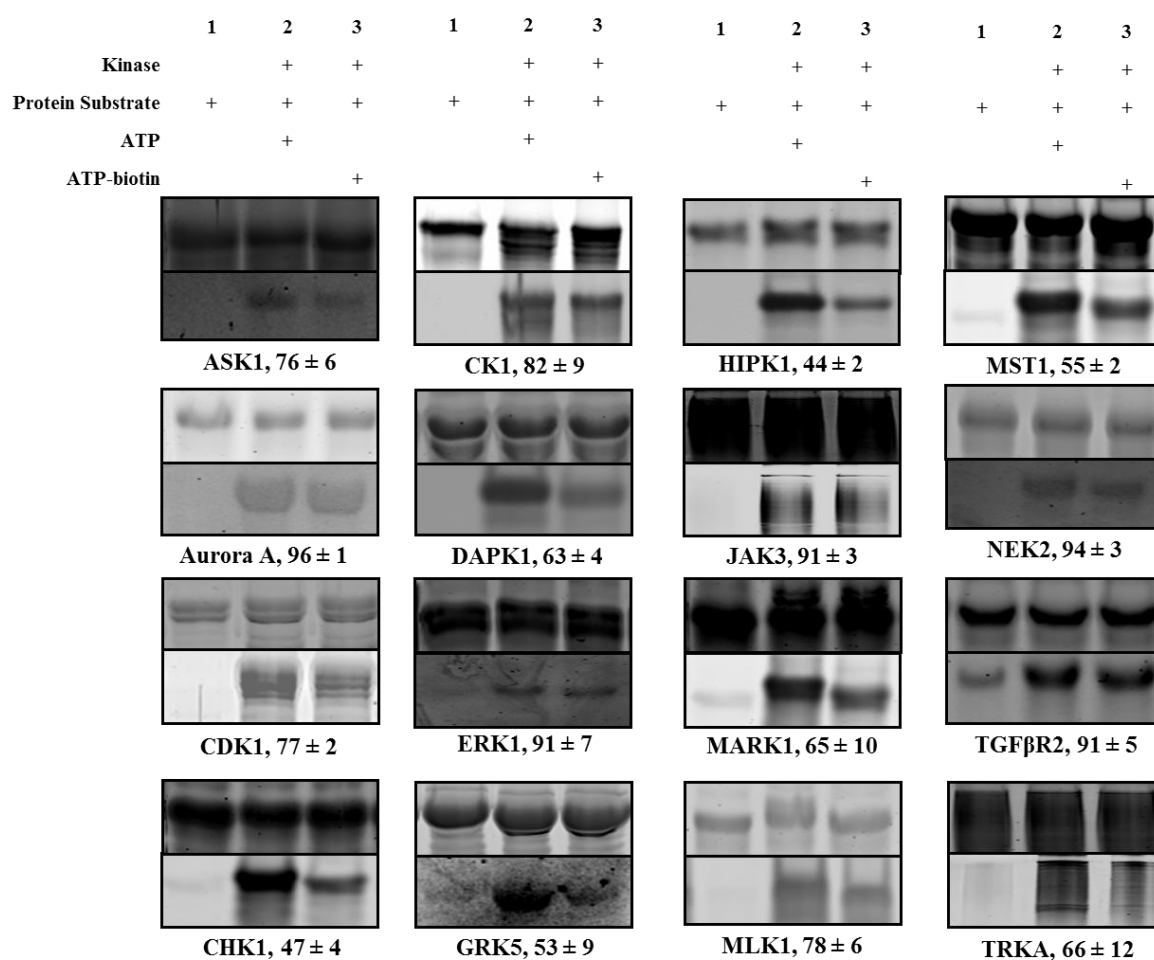 1 2 3 1 2 3 1 2 3 1 2 3
Kinase + + + + + + + +
Protein Substrate + + + + + + + + + + + +
ATP + + + +
ATP-biotin + + + +
ASK1, 76 ± 6 CK1, 82 ± 9 HIPK1, 44 ± 2 MST1, 55 ± 2
Aurora A, 96 ± 1 DAPK1, 63 ± 4 JAK3, 91 ± 3 NEK2, 94 ± 3
CDK1, 77 ± 2 ERK1, 91 ± 7 MARK1, 65 ± 10 TGFβR2, 91 ± 5
CHK1, 47 ± 4 GRK5, 53 ± 9 MLK1, 78 ± 6 TRKA, 66 ± 12